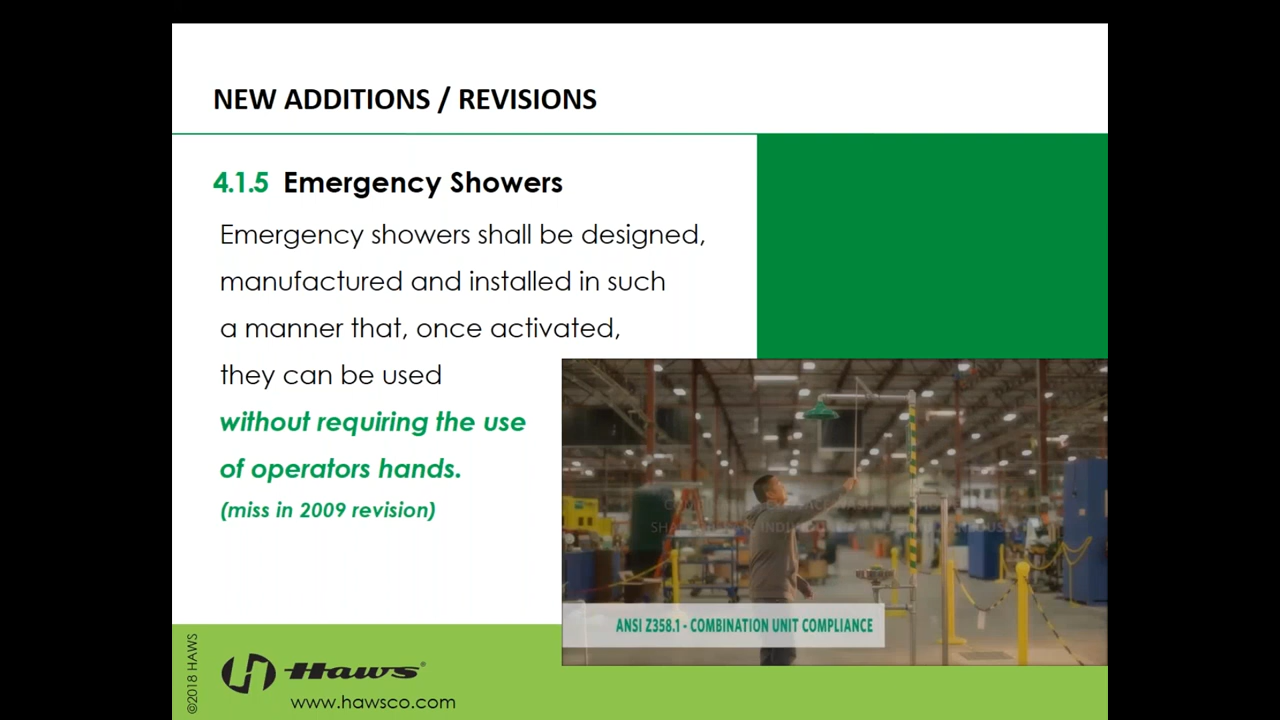 NEW ADDITIONS / REVISIONS
4.1.5 Emergency Showers
Emergency showers shall be designed,
manufactured and installed in such
a manner that, once activated,
they can be used
without requiring the use
of operators hands.
(miss in 2009 revision)
ANSI Z358.1 - COMBINATION UNIT COMPLIANCE
©2018 HAWS
Haws®
www.hawsco.com